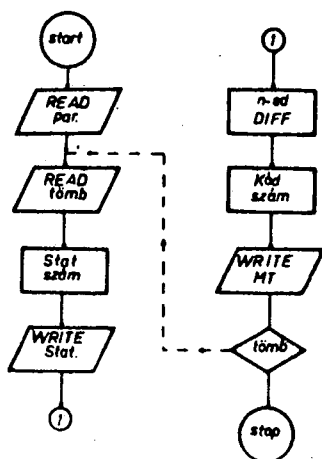 start
READ
par.
READ
tömb
Stat
szám
WRITE
Stat.
1
1
n-ed
DIFF
Kód
szám
WRITE
MT
tömb
stop